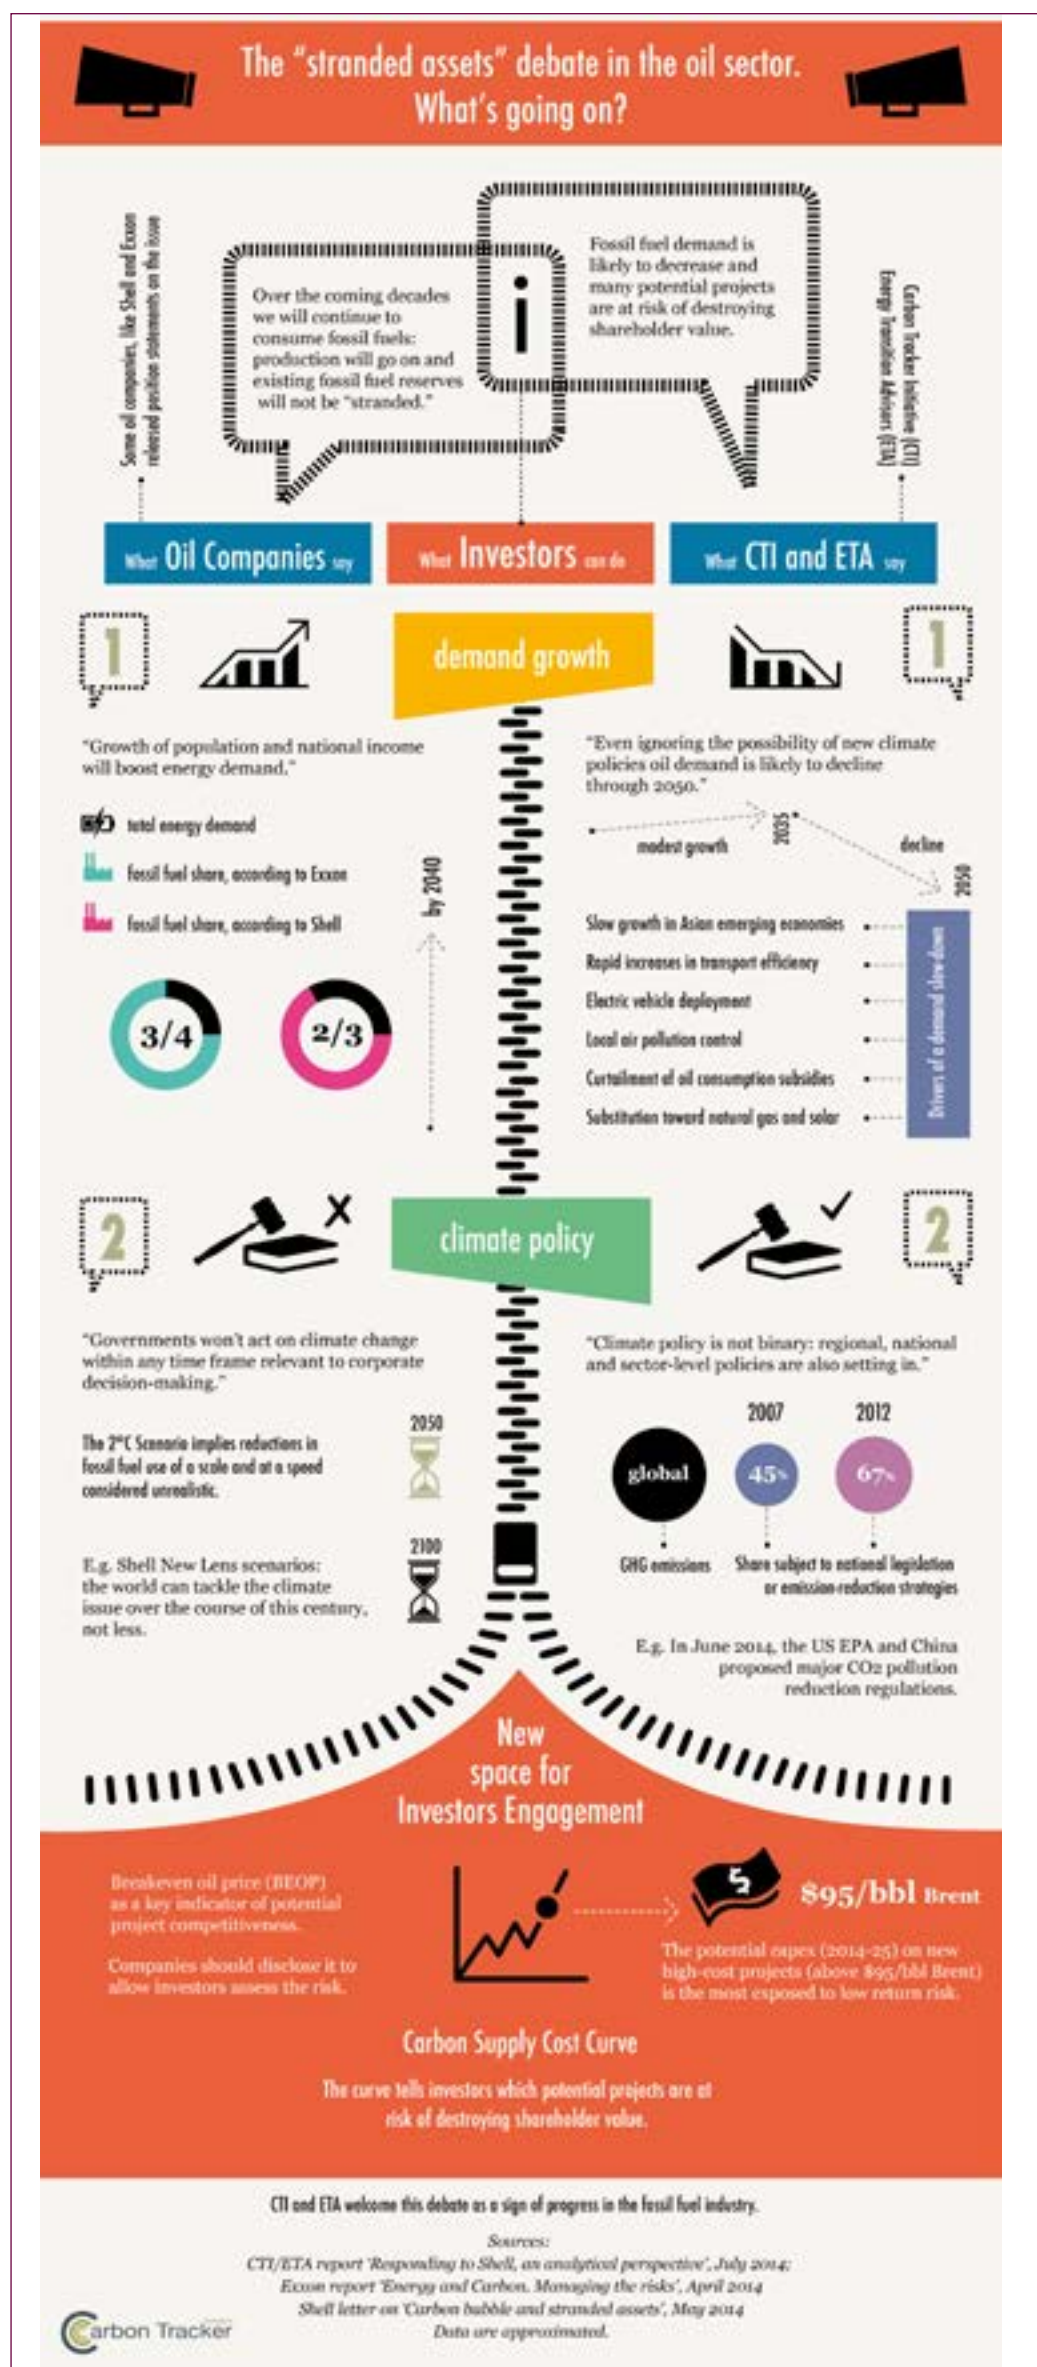 The “stranded assets” debate in the oil sector.
What’s going on?
Some oil companies, like Shell and Exxon
released position statements on the issue
Over the coming decades
we will continue to
consume fossil fuels:
production will go on and
existing fossil fuel reserves
will not be “stranded.”
i
Fossil fuel demand is
likely to decrease and
many potential projects
are at risk of destroying
shareholder value.
Carbon Tracker Initiative (CTI)
Energy Transition Advisors (ETA)
What Oil Companies say
What Investors can do
What CTI and ETA say
1
demand growth
1
“Growth of population and national income
will boost energy demand.”
total energy demand
fossil fuel share, according to Exxon
fossil fuel share, according to Shell
by 2040
3/4
2/3
“Even ignoring the possibility of new climate
policies oil demand is likely to decline
through 2050.”
modest growth
2035
decline
2050
Slow growth in Asian emerging economies
Rapid increases in transport efficiency
Electric vehicle deployment
Local air pollution control
Curtailment of oil consumption subsidies
Substitution toward natural gas and solar
Drivers of a demand slow down
2
climate policy
2
“Governments won’t act on climate change
within any time frame relevant to corporate
decision-making.”
The 2°C Scenario implies reductions in
fossil fuel use of a scale and at a speed
considered unrealistic.
2050
E.g. Shell New Lens scenarios:
the world can tackle the climate
issue over the course of this century,
not less.
2100
“Climate policy is not binary: regional, national
and sector-level policies are also setting in.”
2007
2012
global
45%
67%
GHG emissions
Share subject to national legislation
or emission-reduction strategies
E.g. In June 2014, the US EPA and China
proposed major CO2 pollution
reduction regulations.
New
space for
Investors Engagement
Breakeven oil price (BEOP)
as a key indicator of potential
project competitiveness.
Companies should disclose it to
allow investors assess the risk.
$95/bbl Brent
The potential capex (2014-25) on new
high-cost projects (above $95/bbl Brent)
is the most exposed to low return risk.
Carbon Supply Cost Curve
The curve tells investors which potential projects are at
risk of destroying shareholder value.
CTI and ETA welcome this debate as a sign of progress in the fossil fuel industry.
Sources:
CTI/ETA report ‘Responding to Shell, an analytical perspective’, July 2014;
Exxon report ‘Energy and Carbon. Managing the risks’, April 2014
Shell letter on ‘Carbon bubble and stranded assets’, May 2014
Data are approximated.
Carbon Tracker